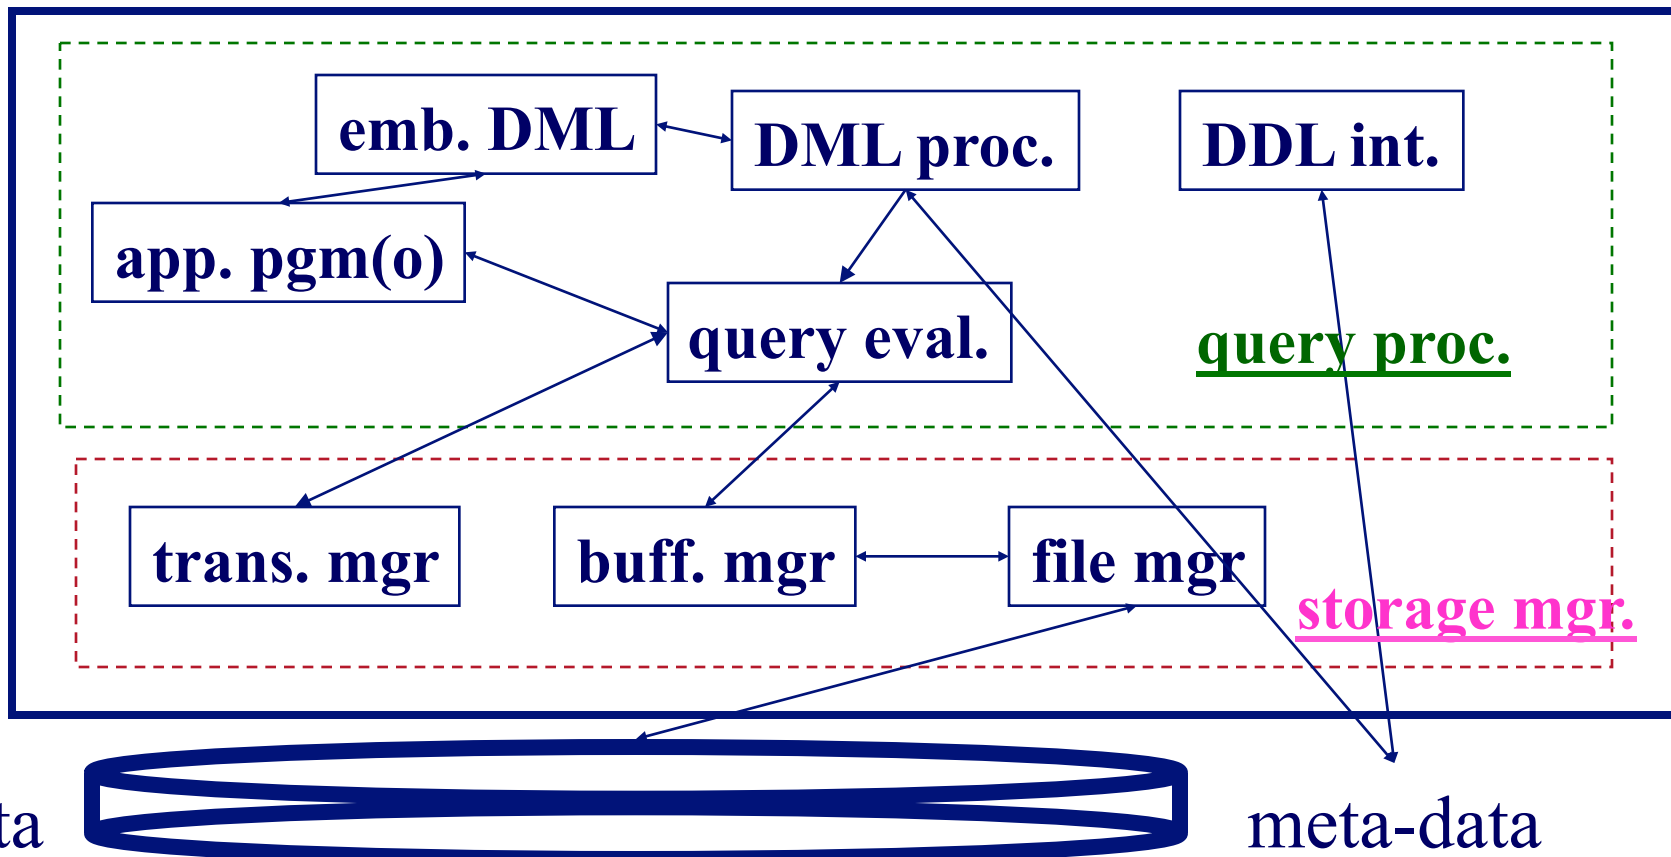 emb. DML
DML proc.
DDL int.
app. pgm(o)
query eval.
query proc.
trans. mgr
buff. mgr
file mgr
storage mgr.
ta
meta-data